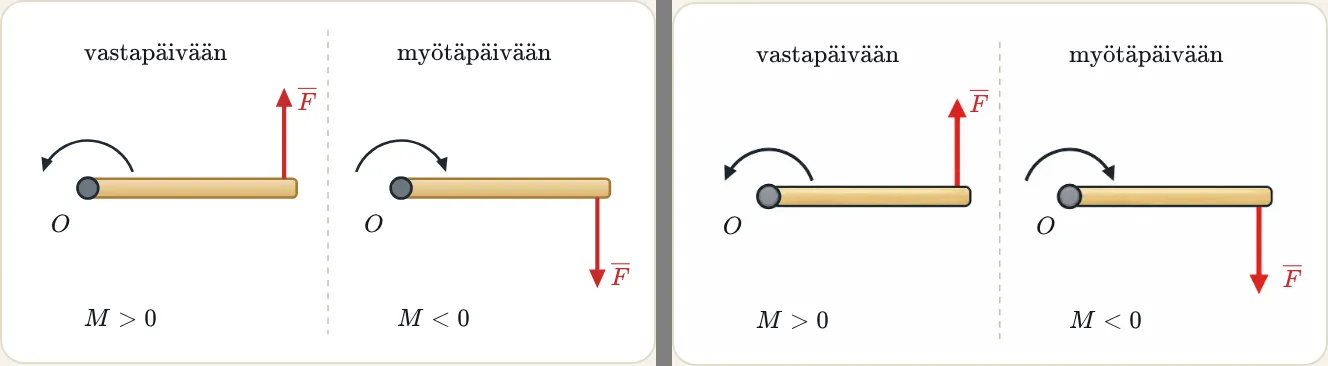 vastapäivään
myötäpäivään
F̅
O
O
F̅
M > 0
M < 0
vastapäivään
myötäpäivään
F̅
O
O
F̅
M > 0
M < 0